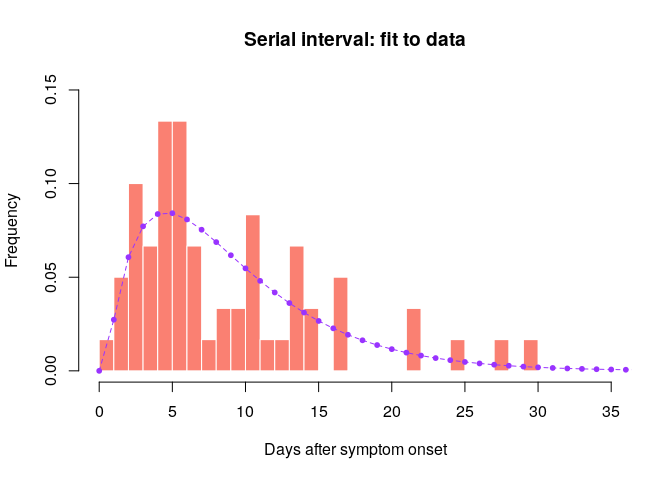 Serial interval: fit to data
Frequency
0.15
0.10
0.05
0.00
0 5 10 15 20 25 30 35
Days after symptom onset